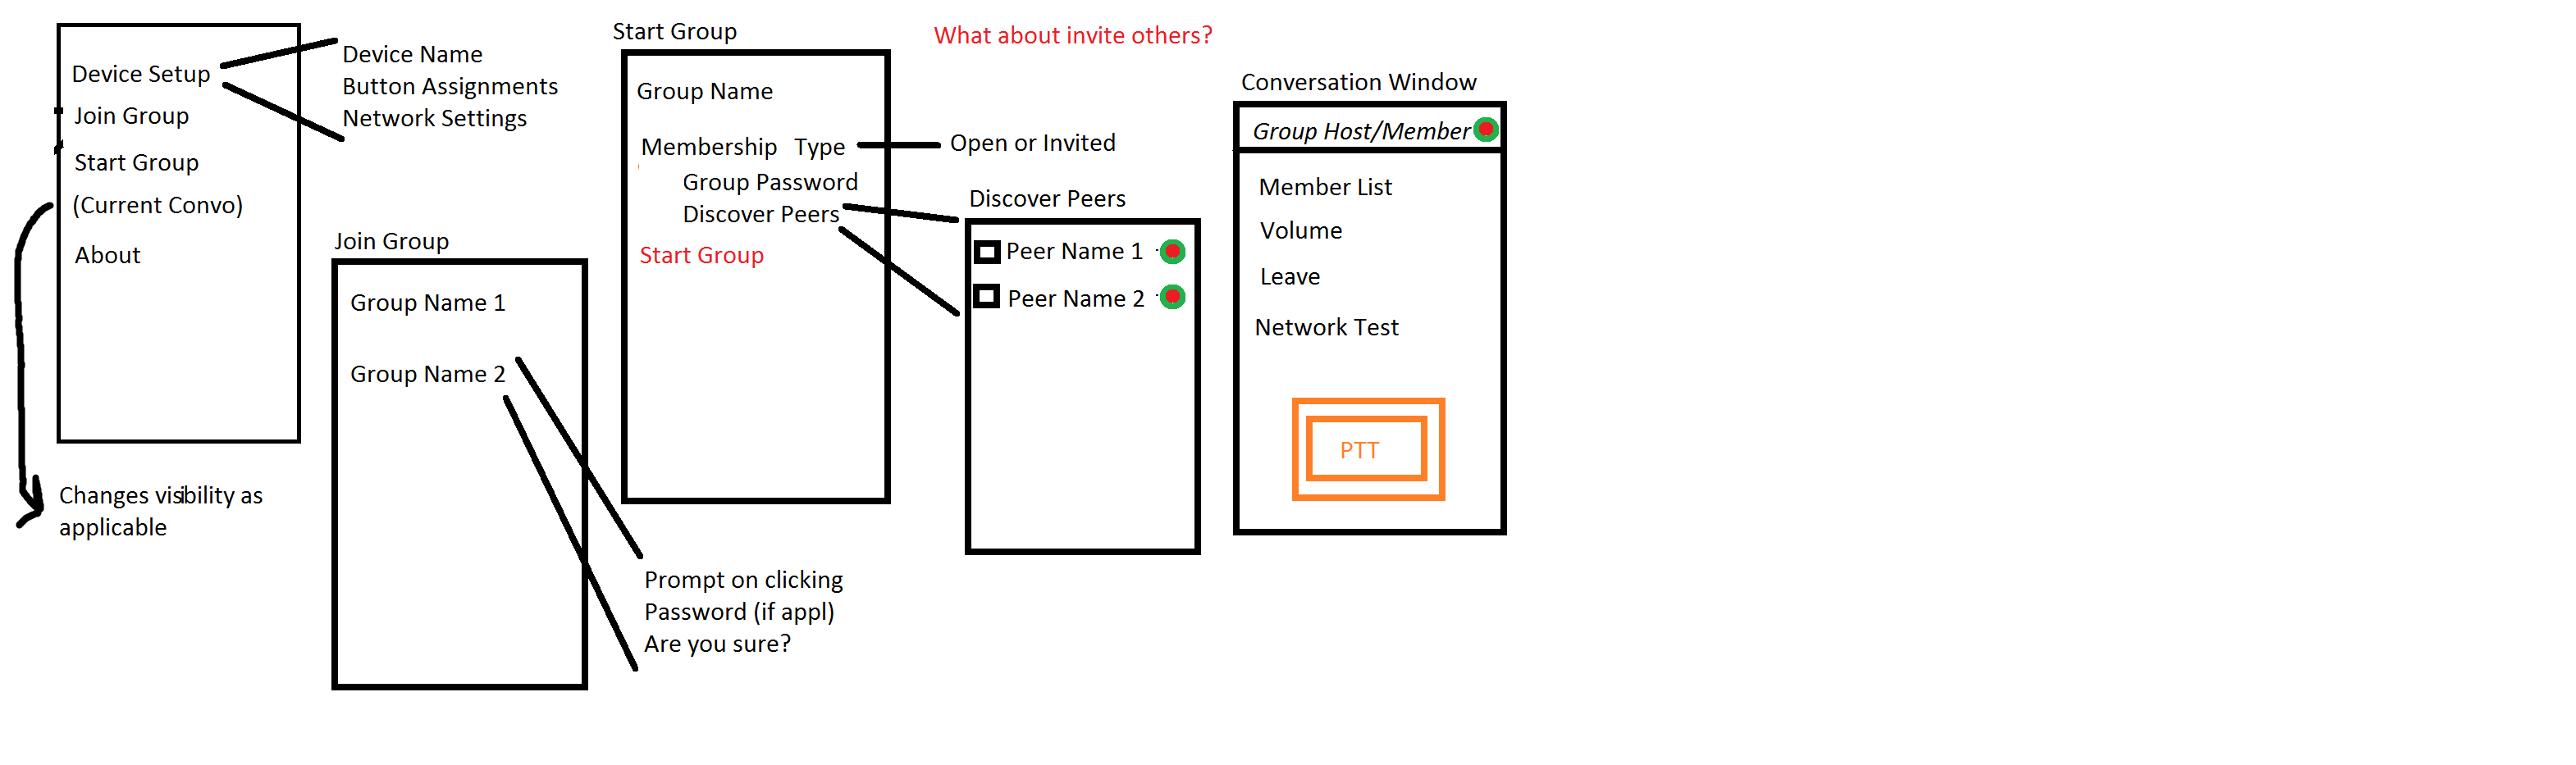 Device Setup
Join Group
Start Group
(Current Convo)
About
Changes visibility as
applicable
Device Name
Button Assignments
Network Settings
Join Group
Group Name 1
Group Name 2
Prompt on clicking
Password (if appl)
Are you sure?
Start Group
Group Name
Membership Type
Group Password
Discover Peers
Start Group
What about invite others?
Open or Invited
Discover Peers
Peer Name 1
Peer Name 2
Conversation Window
Group Host/Member
Member List
Volume
Leave
Network Test
PTT